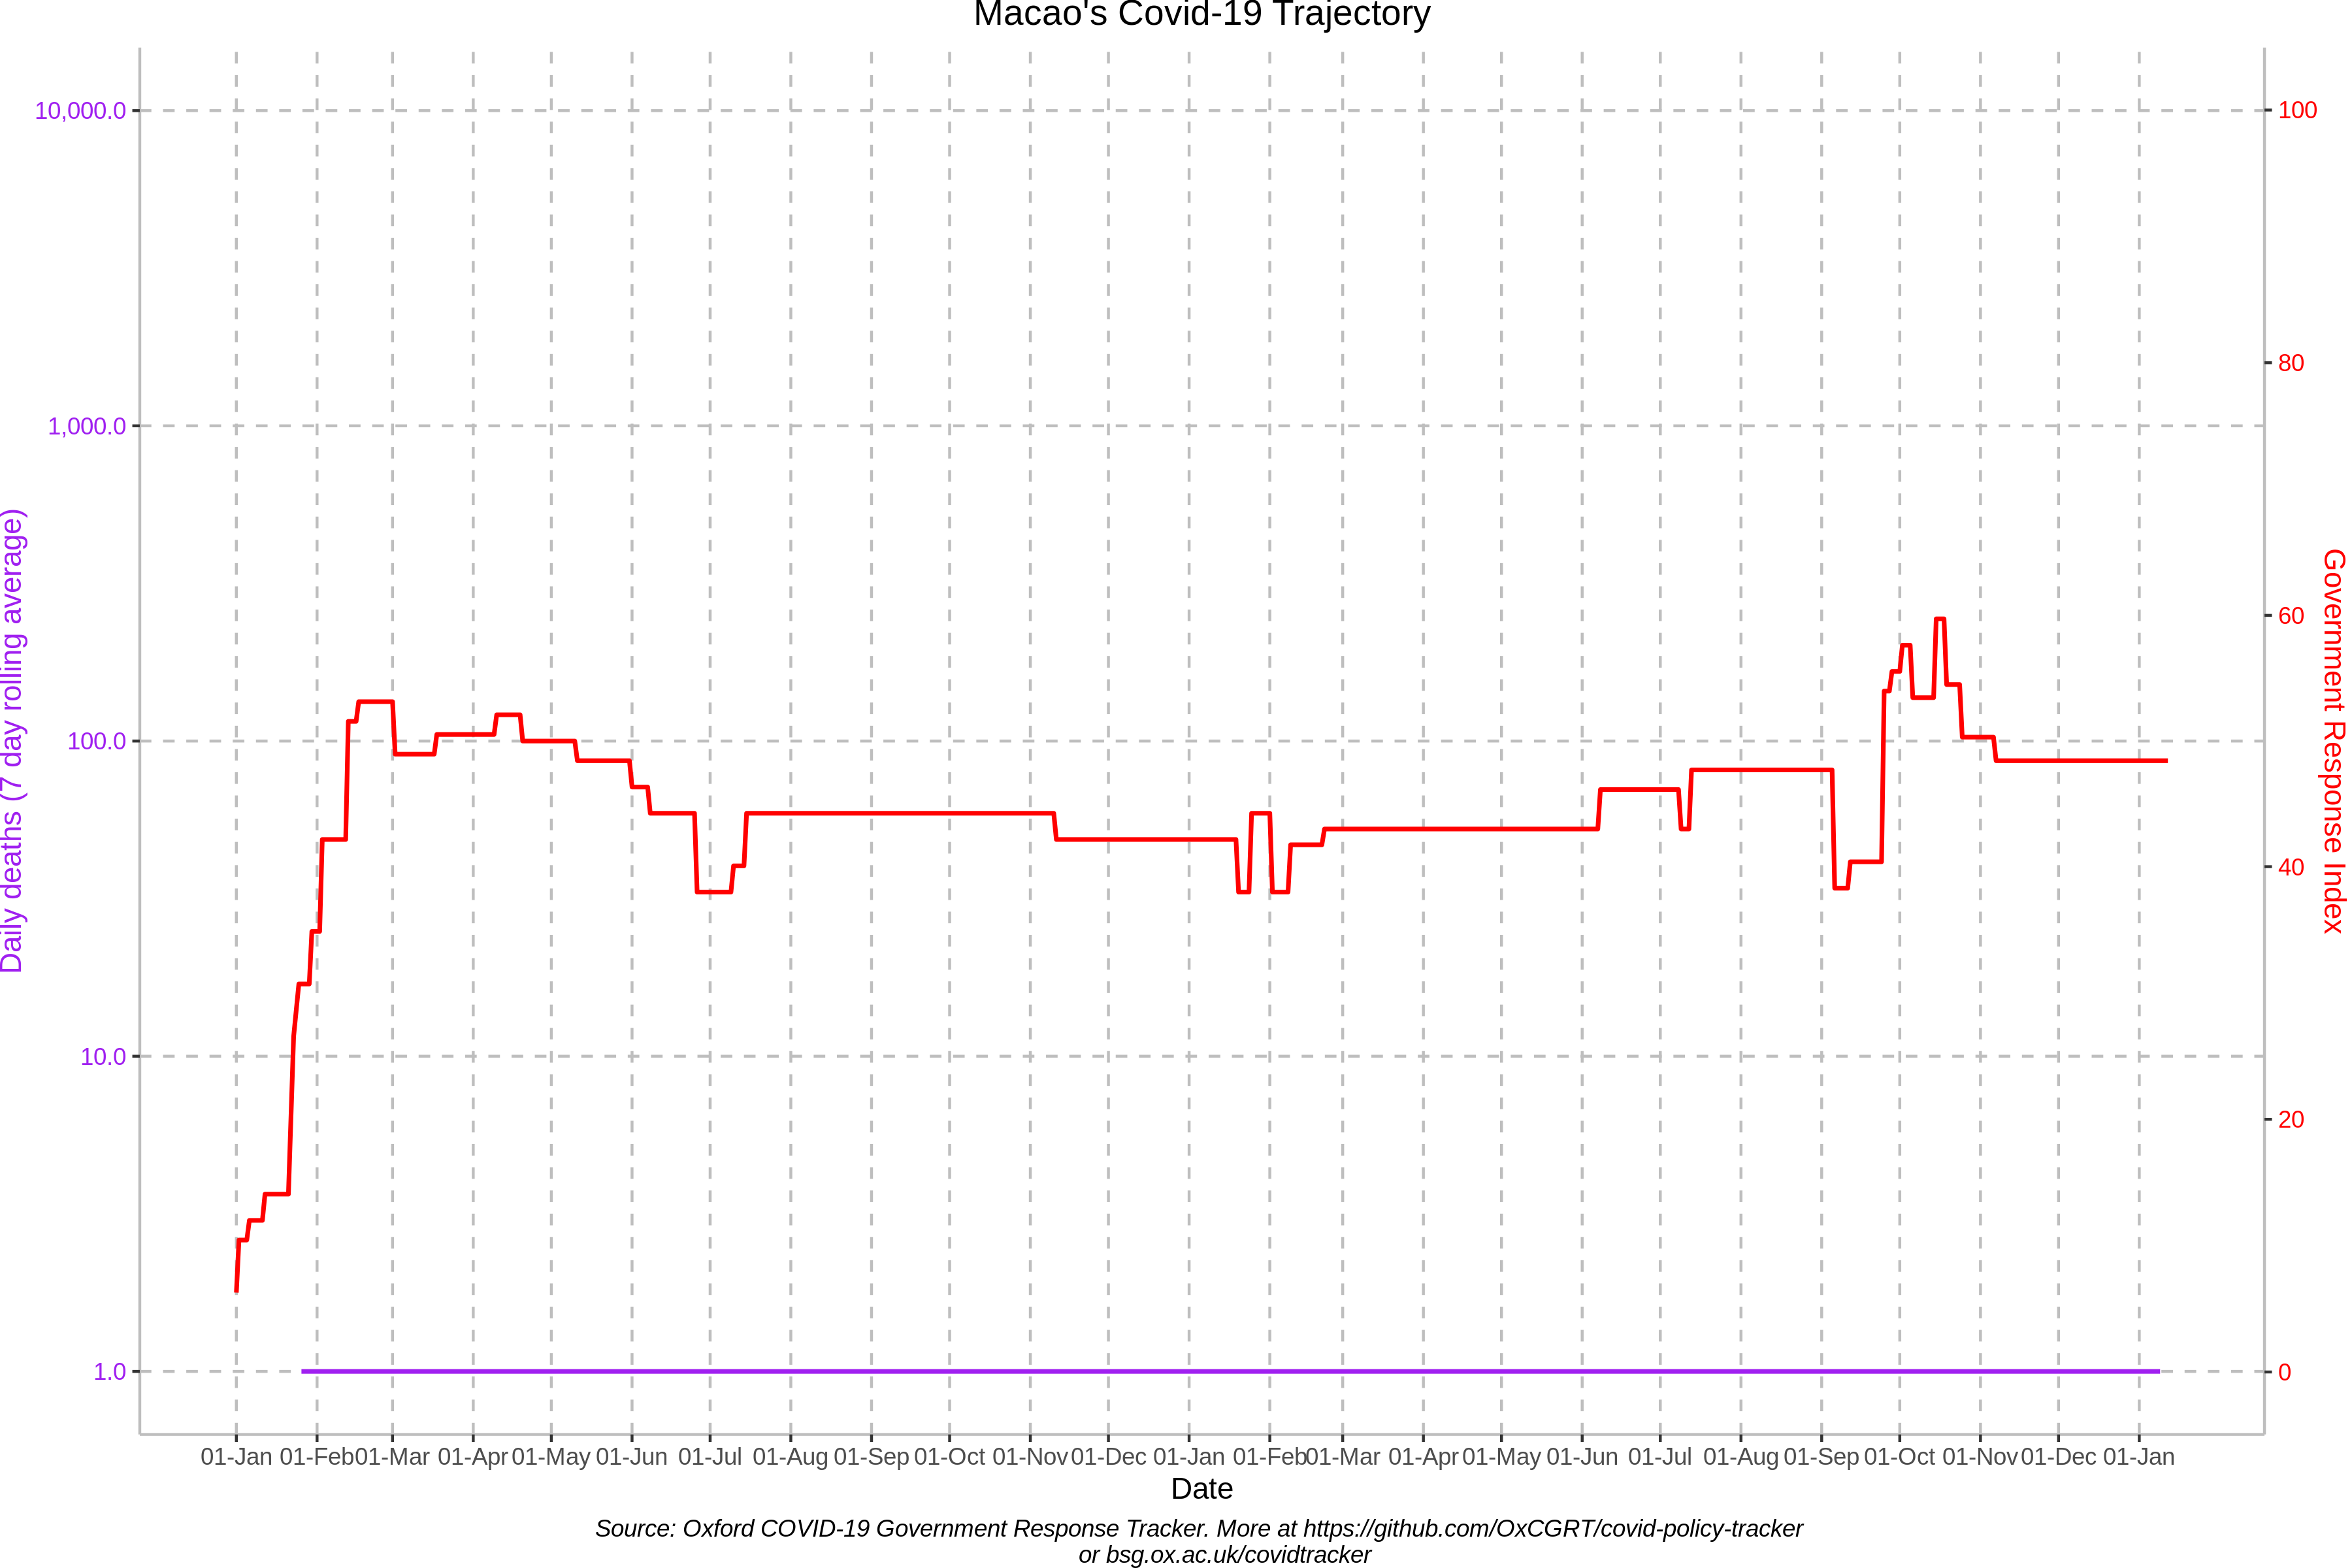 Macao's Covid-19 Trajectory
10,000.0
1,000.0
100.0
10.0
1.0
Daily deaths (7 day rolling average)
100
80
60
40
20
0
Government Response Index
01-Jan 01-Feb 01-Mar 01-Apr 01-May 01-Jun 01-Jul 01-Aug 01-Sep 01-Oct 01-Nov 01-Dec 01-Jan 01-Feb 01-Mar 01-Apr 01-May 01-Jun 01-Jul 01-Aug 01-Sep 01-Oct 01-Nov 01-Dec 01-Jan
Date
Source: Oxford COVID-19 Government Response Tracker. More at https://github.com/OxCGRT/covid-policy-tracker
or bsg.ox.ac.uk/covidtracker